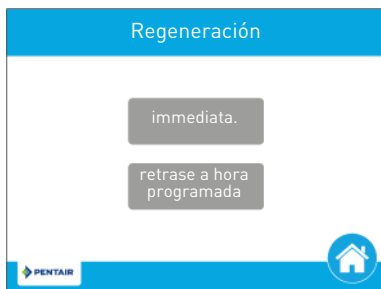 Regeneración
immediata.
retrase a hora
programada
PENTAIR